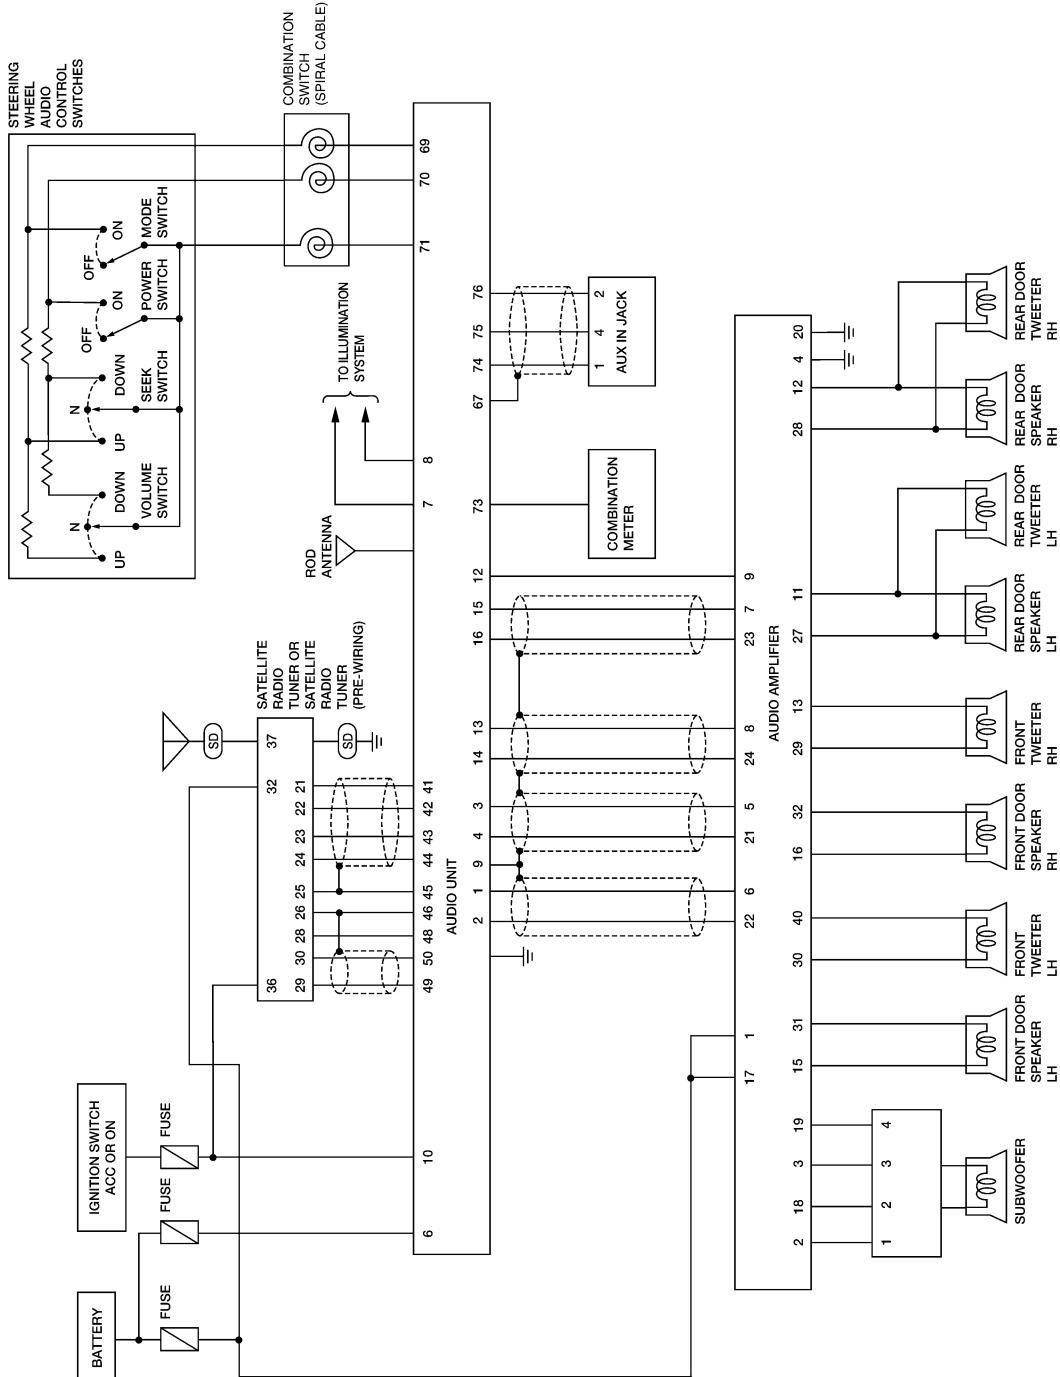 BATTERY
FUSE
FUSE
IGNITION SWITCH
ACC OR ON
FUSE
SD
SATELLITE
RADIO
TUNER OR
SATELLITE
RADIO
TUNER
(PRE-WIRING)
36
32
37
29
30
28
26
25
24
23
22
21
SD
STEERING
WHEEL
AUDIO
CONTROL
SWITCHES
UP
N
DOWN
VOLUME
SWITCH
UP
N
DOWN
SEEK
SWITCH
OFF
ON
POWER
SWITCH
OFF
ON
MODE
SWITCH
COMBINATION
SWITCH
(SPIRAL CABLE)
ROD
ANTENNA
TO ILLUMINATION
SYSTEM
6
10
49
50
48
46
45
44
43
42
41
7
8
71
70
69
AUDIO UNIT
2
1
9
4
3
14
13
16
15
12
73
67
74
75
76
COMBINATION
METER
1
4
2
AUX IN JACK
17
1
22
6
21
5
24
8
23
7
9
AUDIO AMPLIFIER
2
18
3
19
15
31
30
40
16
32
29
13
27
11
28
12
4
20
1
2
3
4
SUBWOOFER
FRONT DOOR
SPEAKER
LH
FRONT
TWEETER
LH
FRONT DOOR
SPEAKER
RH
FRONT
TWEETER
RH
REAR DOOR
SPEAKER
LH
REAR DOOR
TWEETER
LH
REAR DOOR
SPEAKER
RH
REAR DOOR
TWEETER
RH